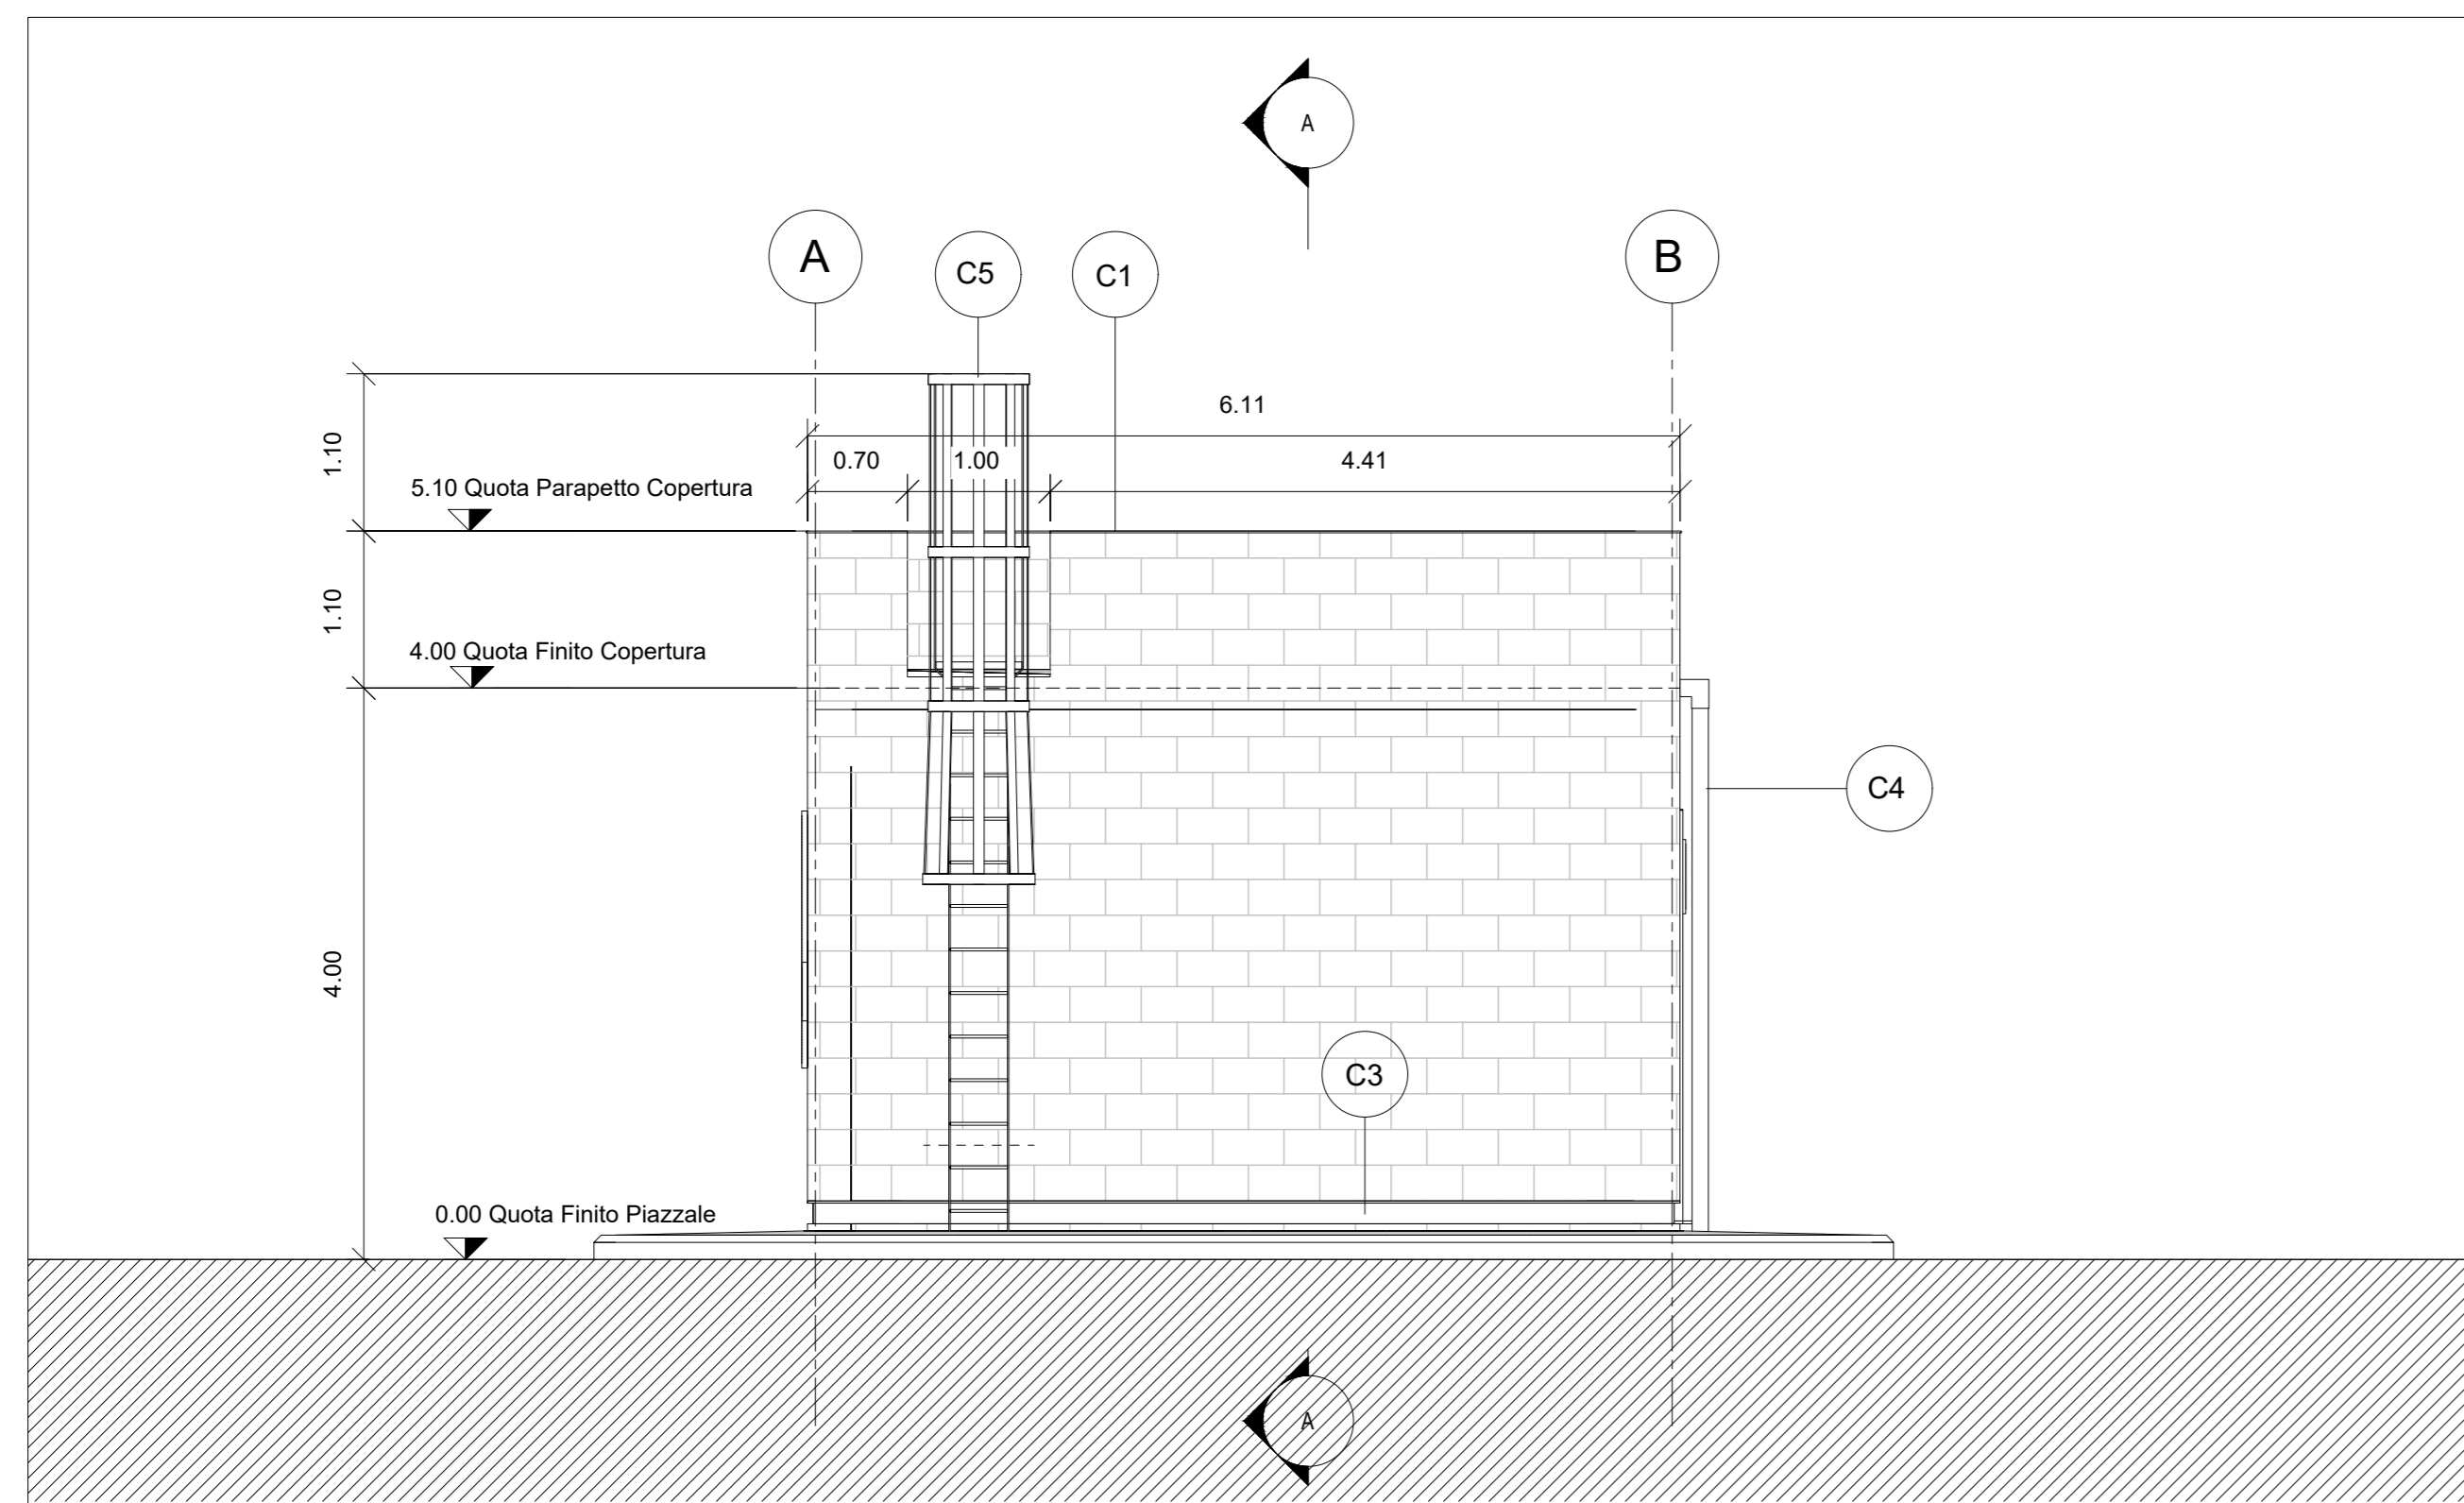 A
A
C5
C1
B
6.11
0.70
1.00
4.41
1.10
5.10 Quota Parapetto Copertura
1.10
4.00 Quota Finito Copertura
C4
4.00
C3
0.00 Quota Finito Piazzale
A